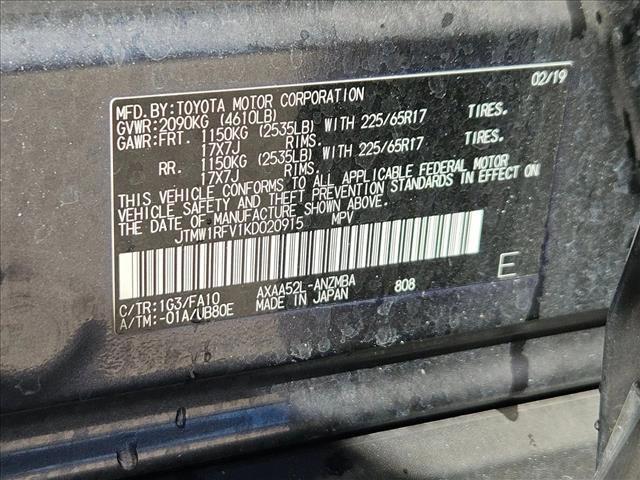 02/19
MFD.BY:TOYOTA MOTOR CORPORATION
GVWR:2090KG (4610LB)
GAWR:FRT. 1150KG (2535LB) WITH 225/65R17 TIRES.
17X7J RIMS.
RR. 1150KG (2535LB) WITH 225/65R17 TIRES.
17X7J RIMS.
THIS VEHICLE CONFORMS TO ALL APPLICABLE FEDERAL MOTOR
VEHICLE SAFETY AND THEFT PREVENTION STANDARDS IN EFFECT ON
THE DATE OF MANUFACTURE SHOWN ABOVE.
JTMW1RFV1KD020915 MPV
E
C/TR:1G3/FA10 AXAA52L-ANZMBA 808
A/TM:-01A/UB80E MADE IN JAPAN